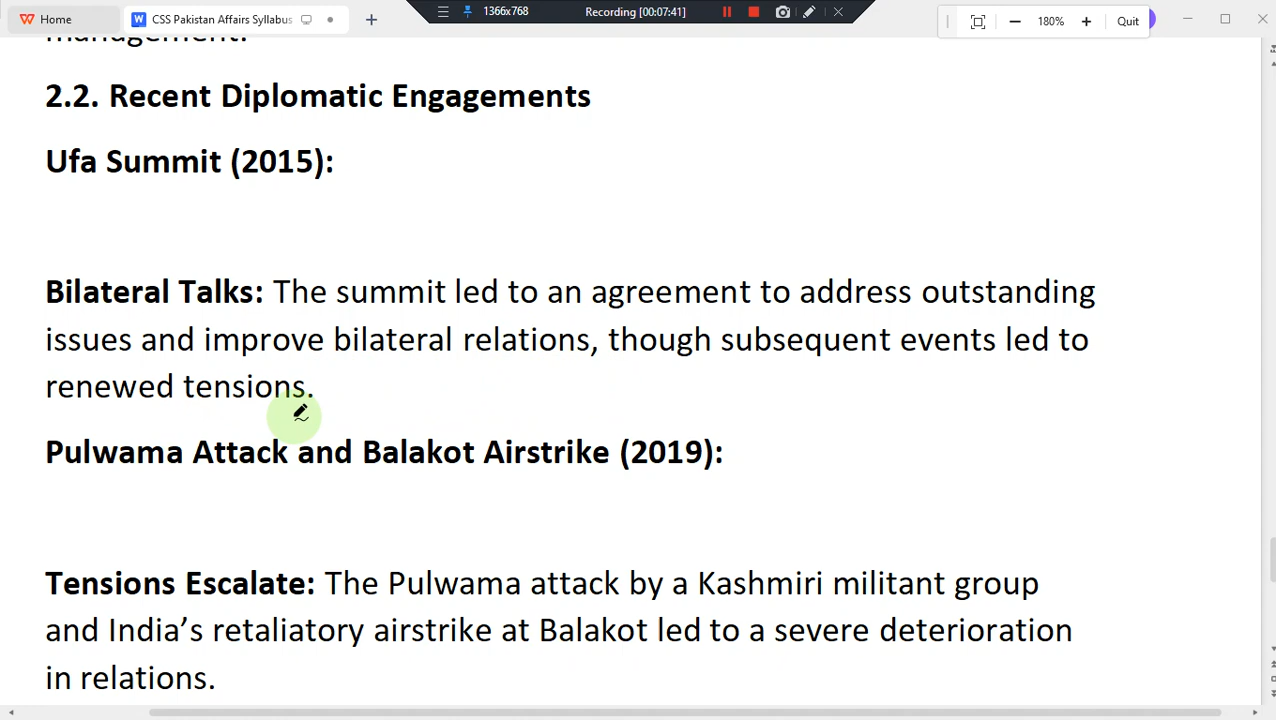 Home
CSS Pakistan Affairs Syllabus
1366x768
Recording [00:07:41]
180%
Quit
management.
2.2. Recent Diplomatic Engagements
Ufa Summit (2015):
Bilateral Talks: The summit led to an agreement to address outstanding
issues and improve bilateral relations, though subsequent events led to
renewed tensions.
Pulwama Attack and Balakot Airstrike (2019):
Tensions Escalate: The Pulwama attack by a Kashmiri militant group
and India’s retaliatory airstrike at Balakot led to a severe deterioration
in relations.